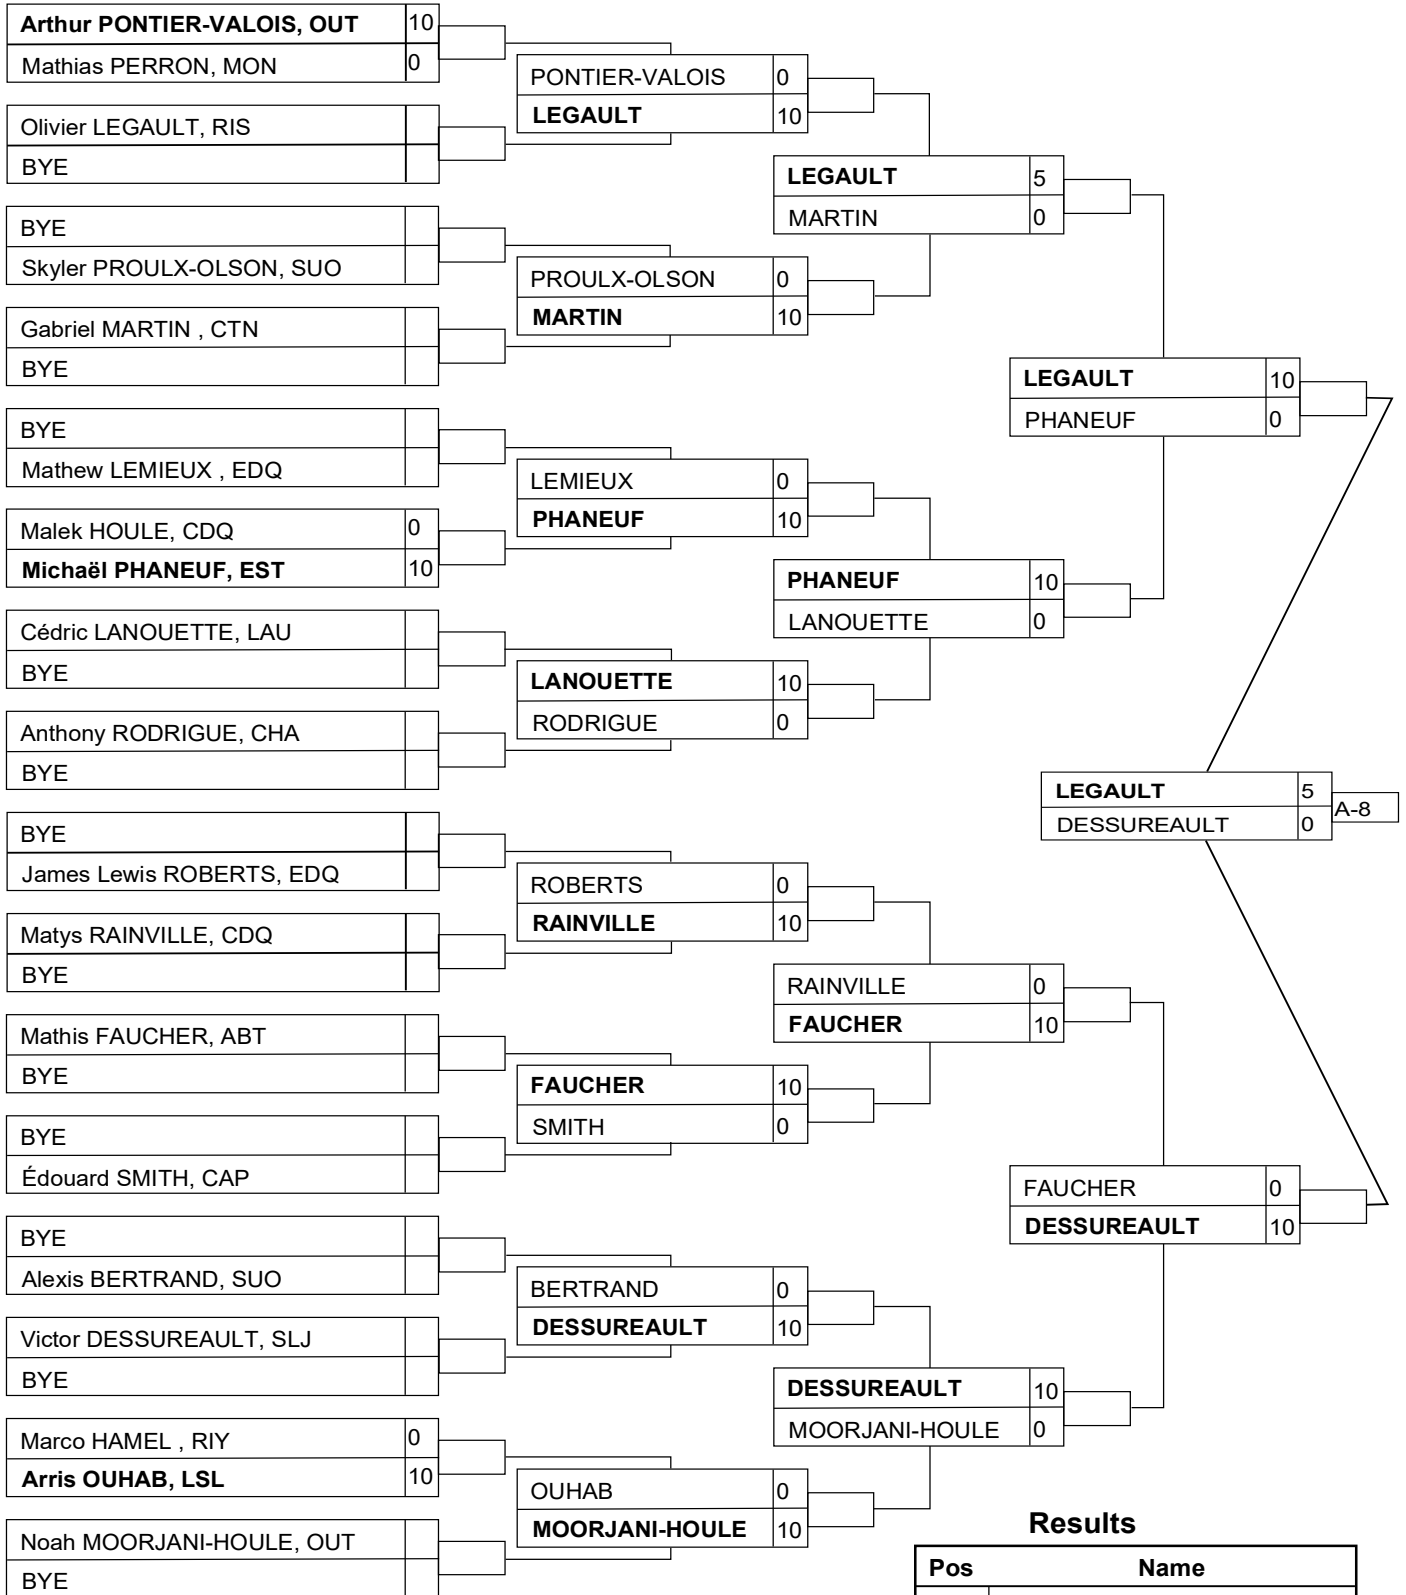 Arthur PONTIER-VALOIS, OUT 10
Mathias PERRON, MON 0
Olivier LEGAULT, RIS
BYE
BYE
Skyler PROULX-OLSON, SUO
Gabriel MARTIN , CTN
BYE
BYE
Mathew LEMIEUX , EDQ
Malek HOULE, CDQ 0
Michaël PHANEUF, EST 10
Cédric LANOUETTE, LAU
BYE
Anthony RODRIGUE, CHA
BYE
BYE
James Lewis ROBERTS, EDQ
Matys RAINVILLE, CDQ
BYE
Mathis FAUCHER, ABT
BYE
BYE
Édouard SMITH, CAP
BYE
Alexis BERTRAND, SUO
Victor DESSUREAULT, SLJ
BYE
Marco HAMEL , RIY 0
Arris OUHAB, LSL 10
Noah MOORJANI-HOULE, OUT
BYE
PONTIER-VALOIS 0
LEGAULT 10
PROULX-OLSON 0
MARTIN 10
LEMIEUX 0
PHANEUF 10
LANOUETTE 10
RODRIGUE 0
ROBERTS 0
RAINVILLE 10
FAUCHER 10
SMITH 0
BERTRAND 0
DESSUREAULT 10
OUHAB 0
MOORJANI-HOULE 10
LEGAULT 5
MARTIN 0
PHANEUF 10
LANOUETTE 0
RAINVILLE 0
FAUCHER 10
DESSUREAULT 10
MOORJANI-HOULE 0
LEGAULT 10
PHANEUF 0
FAUCHER 0
DESSUREAULT 10
LEGAULT 5
DESSUREAULT 0
A-8
Results
Pos Name